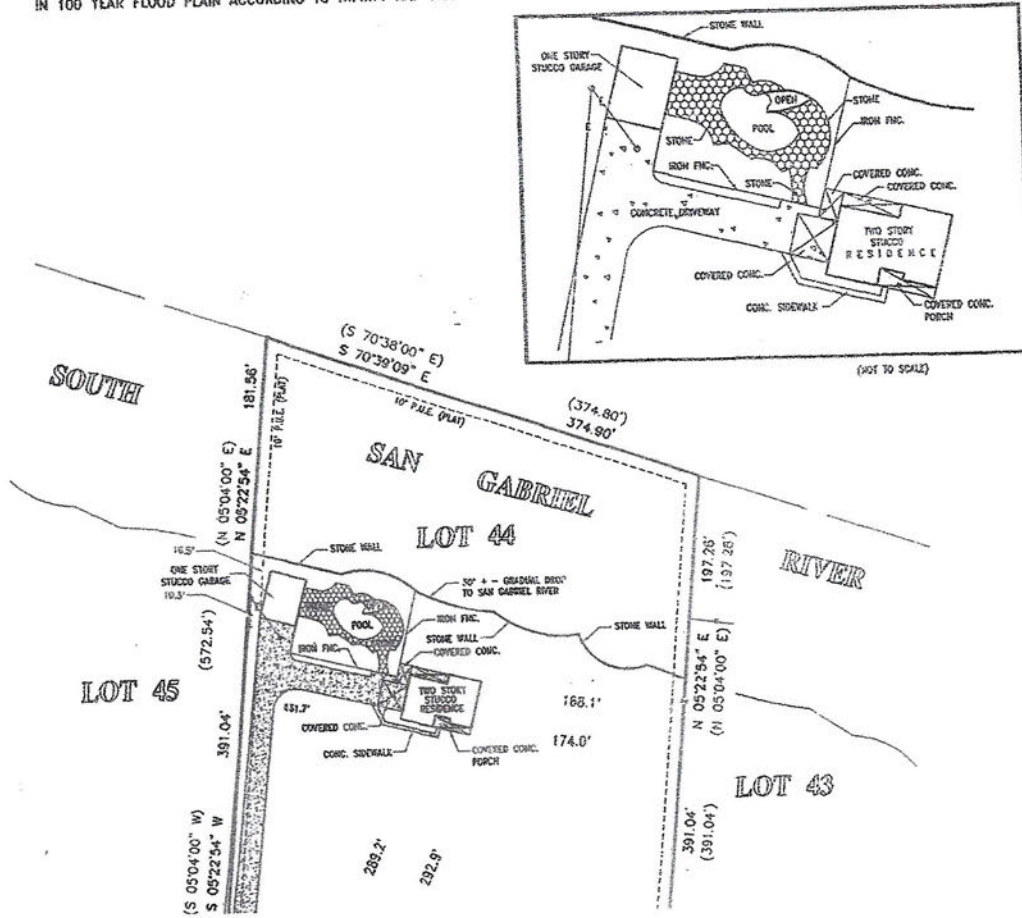 IN 100 YEAR FLOOD PLAIN ACCORDING TO
STONE WALL
ONE STORY
STUCCO GARAGE
OPEN
STONE
POOL
IRON FNC.
STONE
E
E
IRON FNC.
STONE
COVERED CONC.
COVERED CONC.
CONCRETE DRIVEWAY
TWO STORY
STUCCO
RESIDENCE
COVERED CONC.
CONC. SIDEWALK
COVERED CONC.
PORCH
(NOT TO SCALE)
(S 70°38'00" E)
S 70°39'09" E
(374.80')
374.90'
10' P.U.E. (PLAT)
SOUTH
SAN GABRIEL
RIVER
181.56'
10' P.U.E. (PLAT)
(N 05°04'00" E)
N 05°22'54" E
LOT 44
197.26'
(197.26')
STONE WALL
16.5'
ONE STORY
STUCCO GARAGE
30' + - GRADUAL DROP
TO SAN GABRIEL RIVER
POOL
IRON FNC.
STONE WALL
STONE WALL
COVERED CONC.
IRON FNC.
(572.54')
N 05°22'54" E
(N 05°04'00" E)
LOT 45
TWO STORY
STUCCO
RESIDENCE
168.1'
COVERED CONC.
174.0'
CONC. SIDEWALK
COVERED CONC.
PORCH
391.04'
LOT 43
391.04'
(391.04')
(S 05°04'00" W)
S 05°22'54" W
289.2'
292.9'